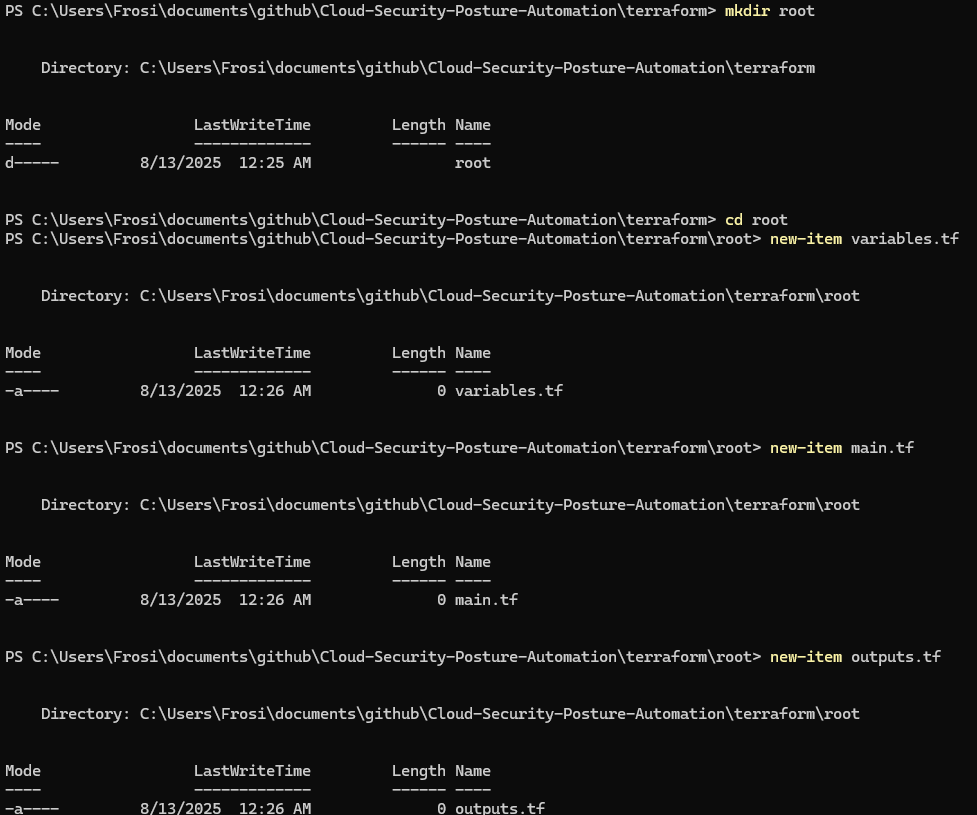 PS C:\Users\Frosi\documents\github\Cloud-Security-Posture-Automation\terraform> mkdir root
Directory: C:\Users\Frosi\documents\github\Cloud-Security-Posture-Automation\terraform
Mode LastWriteTime Length Name
---- ------------- ------ ----
d----- 8/13/2025 12:25 AM root
PS C:\Users\Frosi\documents\github\Cloud-Security-Posture-Automation\terraform> cd root
PS C:\Users\Frosi\documents\github\Cloud-Security-Posture-Automation\terraform\root> new-item variables.tf
Directory: C:\Users\Frosi\documents\github\Cloud-Security-Posture-Automation\terraform\root
Mode LastWriteTime Length Name
---- ------------- ------ ----
-a---- 8/13/2025 12:26 AM 0 variables.tf
PS C:\Users\Frosi\documents\github\Cloud-Security-Posture-Automation\terraform\root> new-item main.tf
Directory: C:\Users\Frosi\documents\github\Cloud-Security-Posture-Automation\terraform\root
Mode LastWriteTime Length Name
---- ------------- ------ ----
-a---- 8/13/2025 12:26 AM 0 main.tf
PS C:\Users\Frosi\documents\github\Cloud-Security-Posture-Automation\terraform\root> new-item outputs.tf
Directory: C:\Users\Frosi\documents\github\Cloud-Security-Posture-Automation\terraform\root
Mode LastWriteTime Length Name
---- ------------- ------ ----
-a---- 8/13/2025 12:26 AM 0 outputs.tf